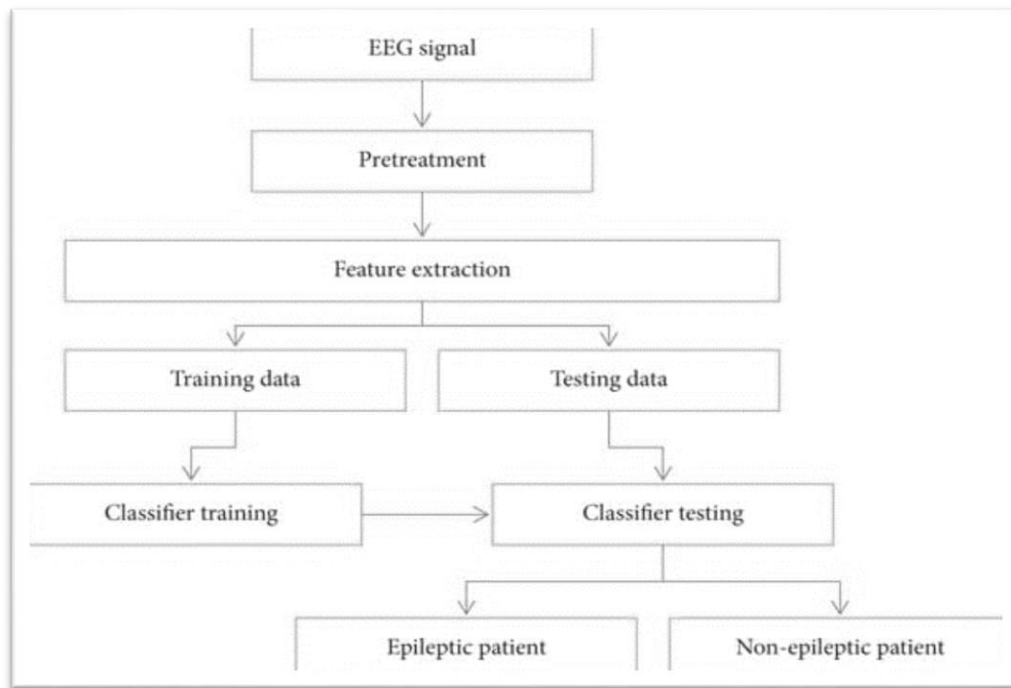 EEG signal
Pretreatment
Feature extraction
Training data
Testing data
Classifier training
Classifier testing
Epileptic patient
Non-epileptic patient